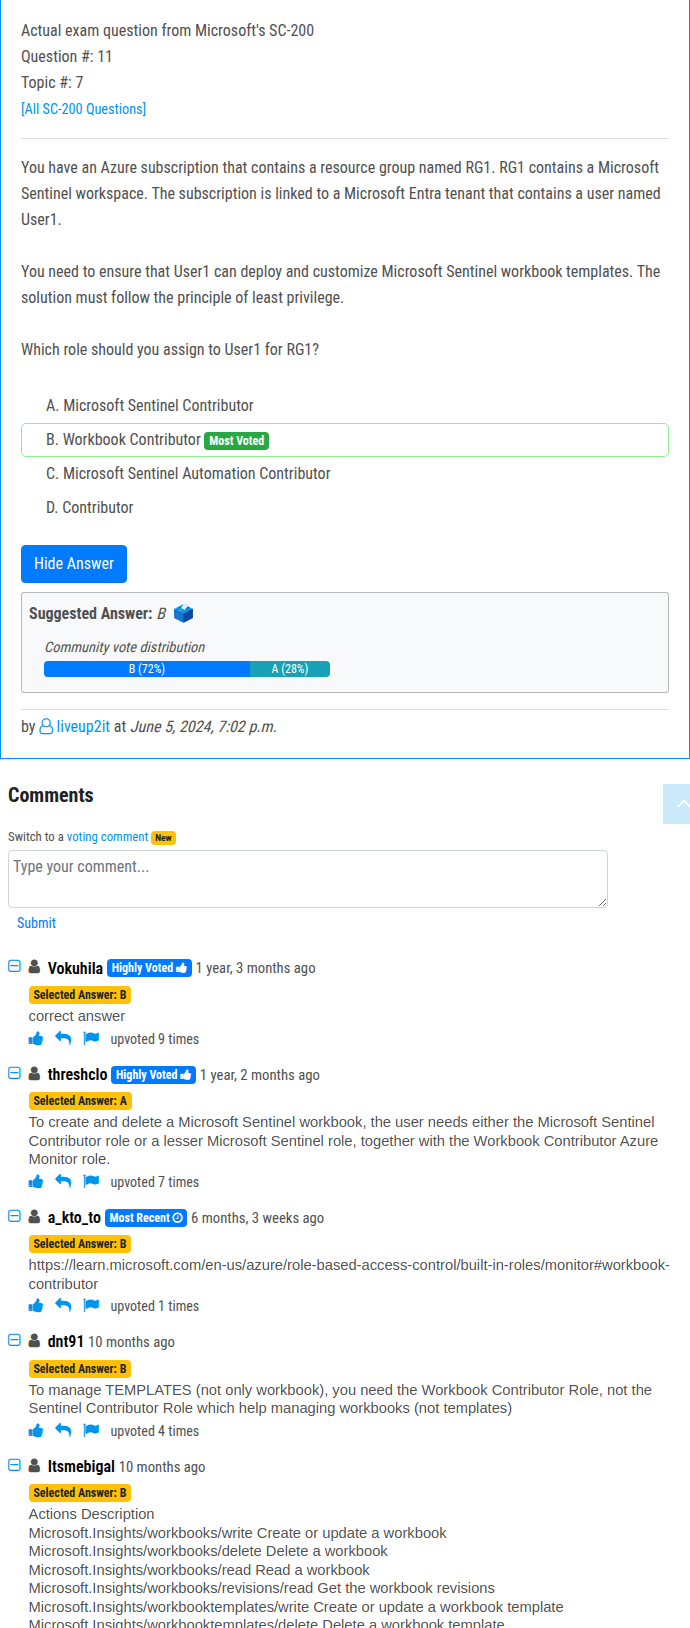 Actual exam question from Microsoft's SC-200
Question #: 11
Topic #: 7
[All SC-200 Questions]
You have an Azure subscription that contains a resource group named RG1. RG1 contains a Microsoft
Sentinel workspace. The subscription is linked to a Microsoft Entra tenant that contains a user named
User1.
You need to ensure that User1 can deploy and customize Microsoft Sentinel workbook templates. The
solution must follow the principle of least privilege.
Which role should you assign to User1 for RG1?
A. Microsoft Sentinel Contributor
B. Workbook Contributor Most Voted
C. Microsoft Sentinel Automation Contributor
D. Contributor
Hide Answer
Suggested Answer: B
Community vote distribution
B (72%) A (28%)
by liveup2it at June 5, 2024, 7:02 p.m.
Comments
Switch to a voting comment New
Type your comment...
Submit
Vokuhila Highly Voted 1 year, 3 months ago
Selected Answer: B
correct answer
upvoted 9 times
threshclo Highly Voted 1 year, 2 months ago
Selected Answer: A
To create and delete a Microsoft Sentinel workbook, the user needs either the Microsoft Sentinel
Contributor role or a lesser Microsoft Sentinel role, together with the Workbook Contributor Azure
Monitor role.
upvoted 7 times
a_kto_to Most Recent 6 months, 3 weeks ago
Selected Answer: B
https://learn.microsoft.com/en-us/azure/role-based-access-control/built-in-roles/monitor#workbook-
contributor
upvoted 1 times
dnt91 10 months ago
Selected Answer: B
To manage TEMPLATES (not only workbook), you need the Workbook Contributor Role, not the
Sentinel Contributor Role which help managing workbooks (not templates)
upvoted 4 times
Itsmebigal 10 months ago
Selected Answer: B
Actions Description
Microsoft.Insights/workbooks/write Create or update a workbook
Microsoft.Insights/workbooks/delete Delete a workbook
Microsoft.Insights/workbooks/read Read a workbook
Microsoft.Insights/workbooks/revisions/read Get the workbook revisions
Microsoft.Insights/workbooktemplates/write Create or update a workbook template
Microsoft.Insights/workbooktemplates/delete Delete a workbook template